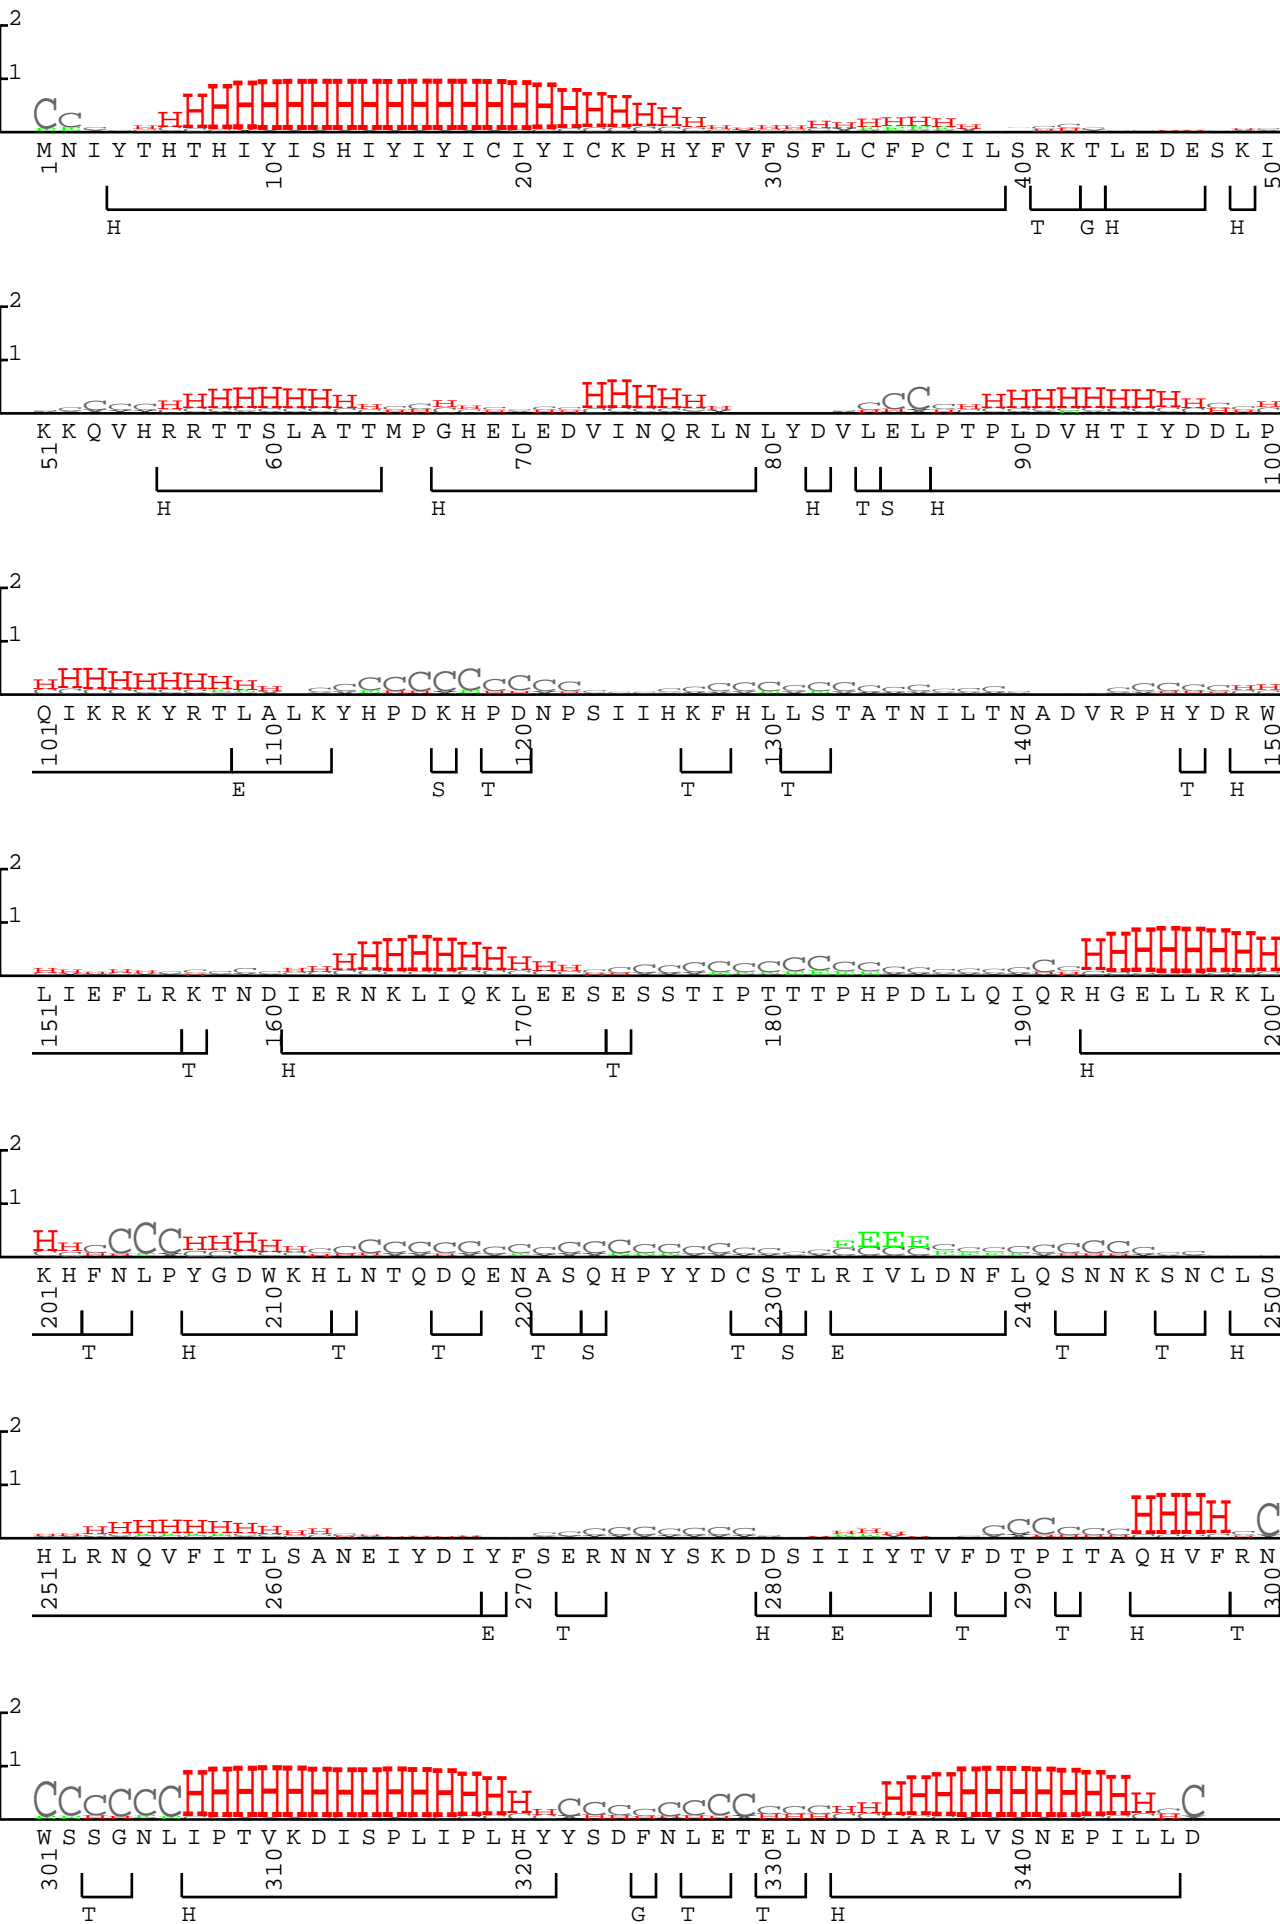 2
1
C C H H H H H H H H H H H H H H H H H H H H H H H H
M N I Y T H T H I Y I S H I Y I Y I C I Y I C K P H Y F V F S F L C F P C I L S R K T L E D E S K I
1 10 20 30 40 50
H T G H H
2
1
C C C H H H H H H H H H H H H H C C C H H H H H H H H
K K Q V H R R T T S L A T T M P G H E L E D V I N Q R L N L Y D V L E L P T P L D V H T I Y D D L P
51 60 70 80 90 100
H H H T S H
2
1
H H H H H H H H H C C C C C C C C C
Q I K R K Y R T L A L K Y H P D K H P D N P S I I H K F H L L S T A T N I L T N A D V R P H Y D R W
101 110 120 130 140 150
E S T T T T H
2
1
H H H H H H H H C C C C C C C C C C H H H H H H H H
L I E F L R K T N D I E R N K L I Q K L E E S E S S T I P T T T P H P D L L Q I Q R H G E L L R K L
151 160 170 180 190 200
T H T H
2
1
H H C C C C H H H H H C C C C C C C C C C C C C C C E E E E C C C C
K H F N L P Y G D W K H L N T Q D Q E N A S Q H P Y Y D C S T L R I V L D N F L Q S N N K S N C L S
201 210 220 230 240 250
T H T T T S T S E T T H
2
1
H H H H H H H H C C C C C C C C C C H H H H C
H L R N Q V F I T L S A N E I Y D I Y F S E R N N Y S K D D S I I I Y T V F D T P I T A Q H V F R N
251 260 270 280 290 300
E T H E T T H T
2
1
C C C C C C H H H H H H H H H H H H H H C C C C C C C C H H H H H H H H H H H C
W S S G N L I P T V K D I S P L I P L H Y Y S D F N L E T E L N D D I A R L V S N E P I L L D
301 310 320 330 340
T H G T T H